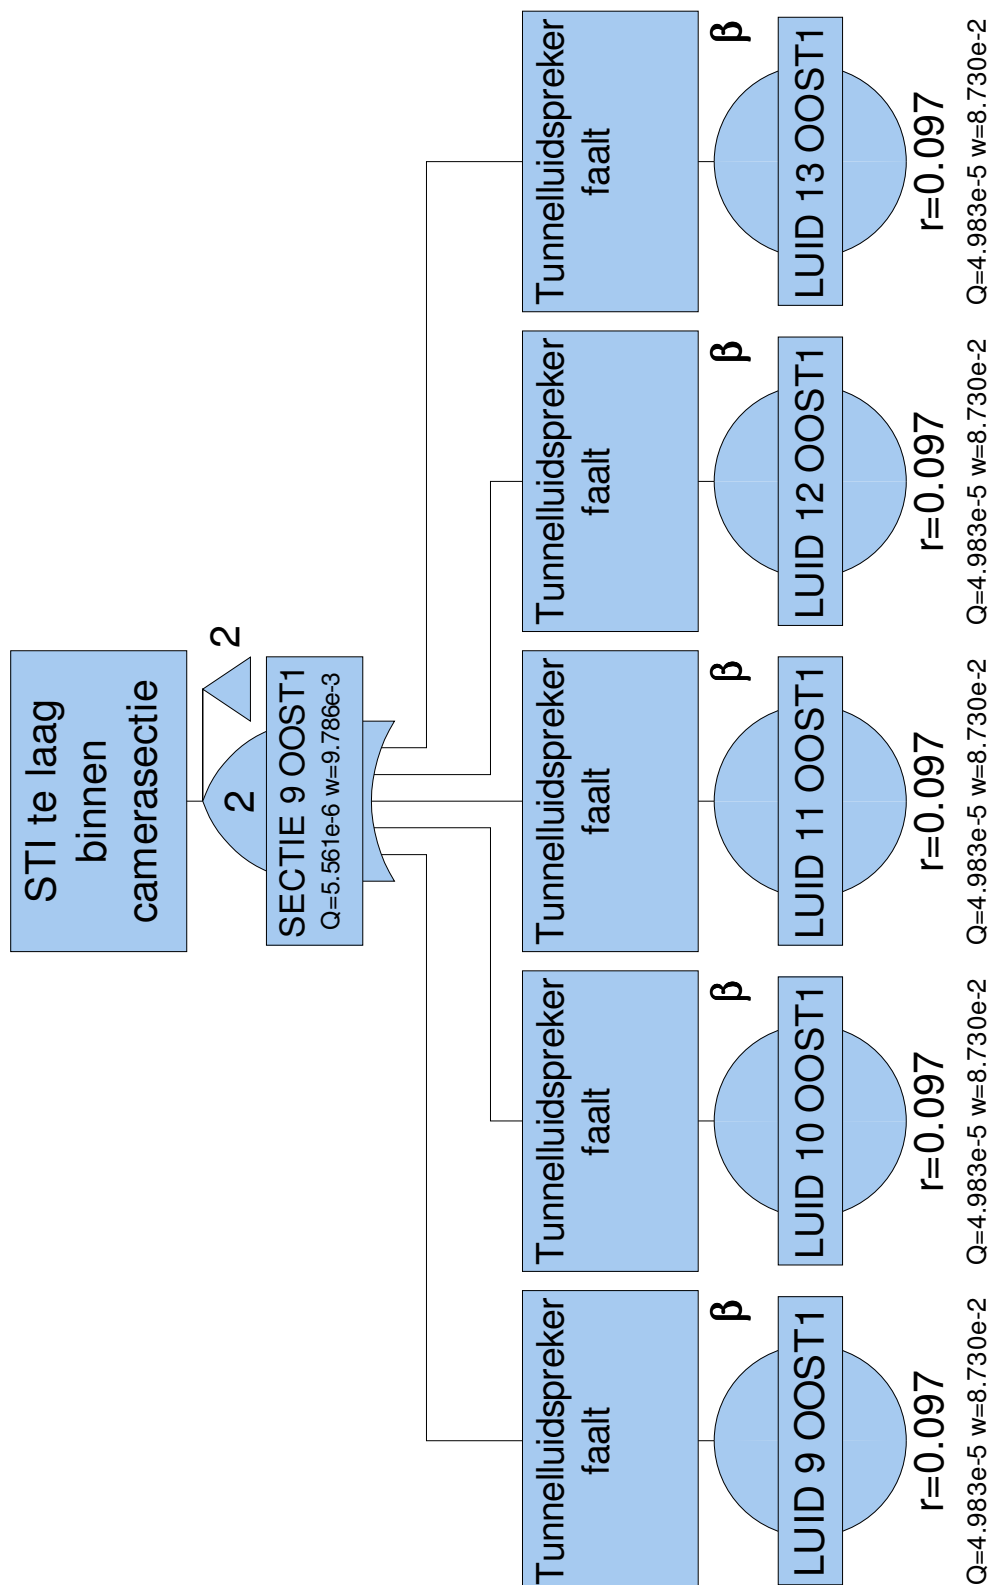 STI te laag
binnen
camerasectie
2
2
SECTIE 9 OOST1
Q=5.561e-6 w=9.786e-3
Tunnelluidspreker
faalt
β
LUID 9 OOST1
r=0.097
Q=4.983e-5 w=8.730e-2
Tunnelluidspreker
faalt
β
LUID 10 OOST1
r=0.097
Q=4.983e-5 w=8.730e-2
Tunnelluidspreker
faalt
β
LUID 11 OOST1
r=0.097
Q=4.983e-5 w=8.730e-2
Tunnelluidspreker
faalt
β
LUID 12 OOST1
r=0.097
Q=4.983e-5 w=8.730e-2
Tunnelluidspreker
faalt
β
LUID 13 OOST1
r=0.097
Q=4.983e-5 w=8.730e-2